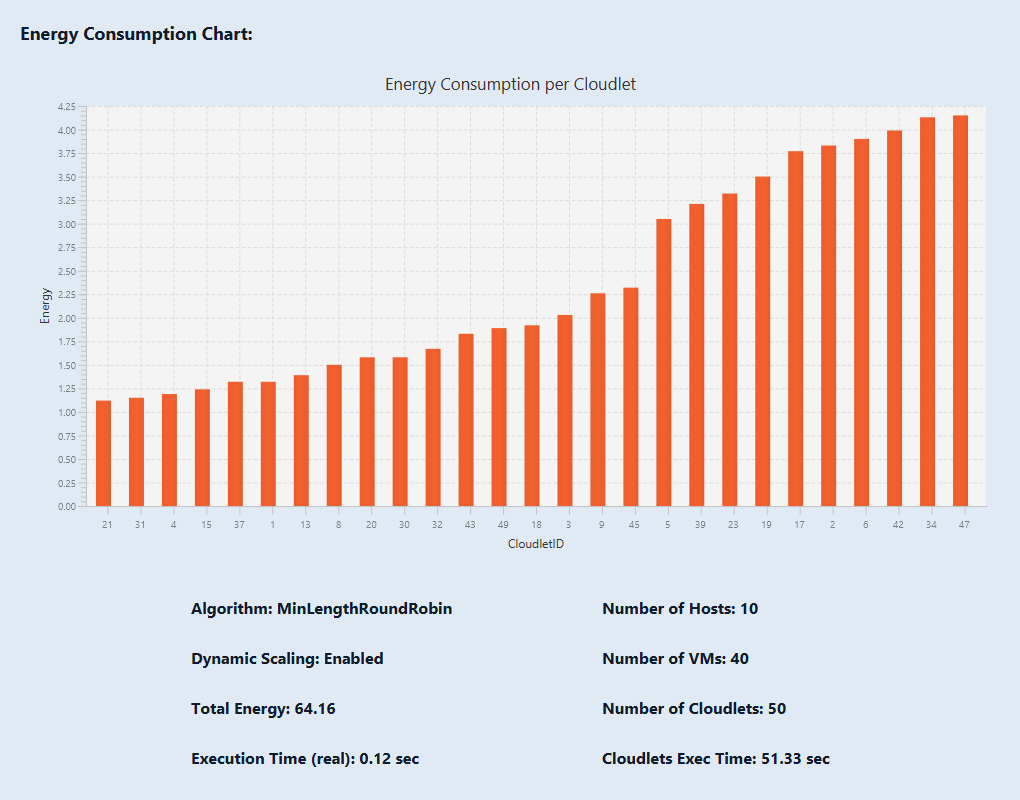 Energy Consumption Chart:
Energy Consumption per Cloudlet
4.25
4.00
3.75
3.50
3.25
3.00
2.75
2.50
2.25
2.00
1.75
1.50
1.25
1.00
0.75
0.50
0.25
0.00
Energy
21 31 4 15 37 1 13 8 20 30 32 43 49 18 3 9 45 5 39 23 19 17 2 6 42 34 47
CloudletID
Algorithm: MinLengthRoundRobin
Number of Hosts: 10
Dynamic Scaling: Enabled
Number of VMs: 40
Total Energy: 64.16
Number of Cloudlets: 50
Execution Time (real): 0.12 sec
Cloudlets Exec Time: 51.33 sec